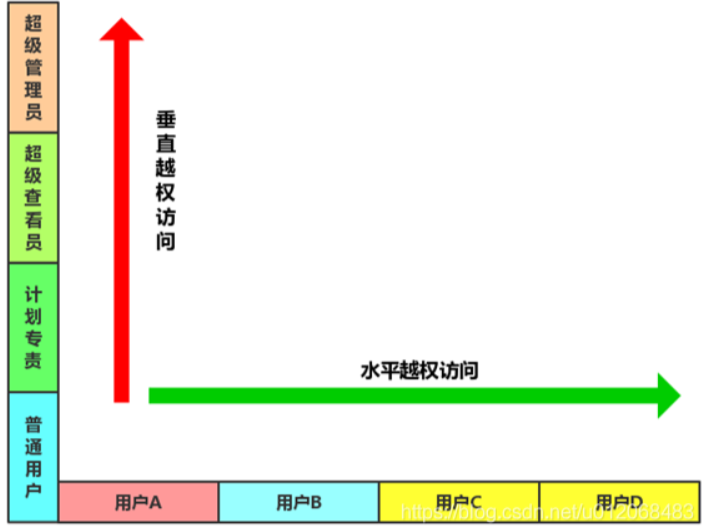 超级管理员
超级查看员
计划专责
普通用户
垂直越权访问
水平越权访问
用户A
用户B
用户C
用户D
https://blog.csdn.net/u012068483